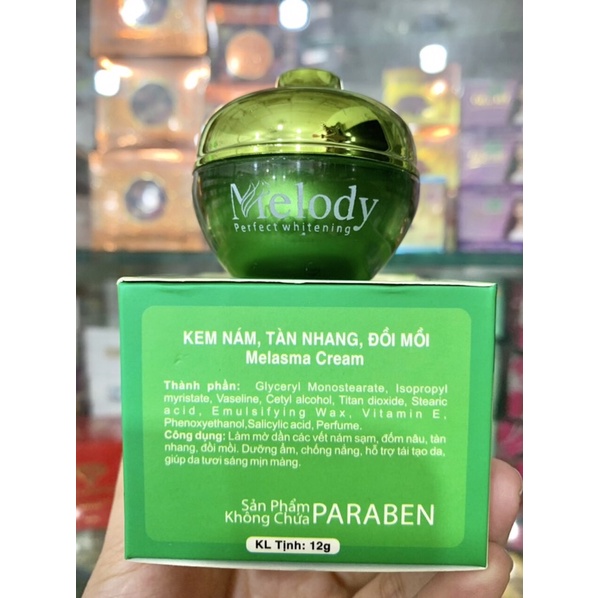 Melody
Perfect whitening
KEM NÁM, TÀN NHANG, ĐỒI MỒI
Melasma Cream
Thành phần: Glyceryl Monostearate, Isopropyl
myristate, Vaseline, Cetyl alcohol, Titan dioxide, Stearic
acid, Emulsifying Wax, Vitamin E,
Phenoxyethanol,Salicylic acid, Perfume.
Công dụng: Làm mờ dần các vết nám sạm, đốm nâu, tàn
nhang, đồi mồi. Dưỡng ẩm, chống nắng, hỗ trợ tái tạo da,
giúp da tươi sáng mịn màng.
Sản Phẩm
Không Chứa PARABEN
KL Tịnh: 12g